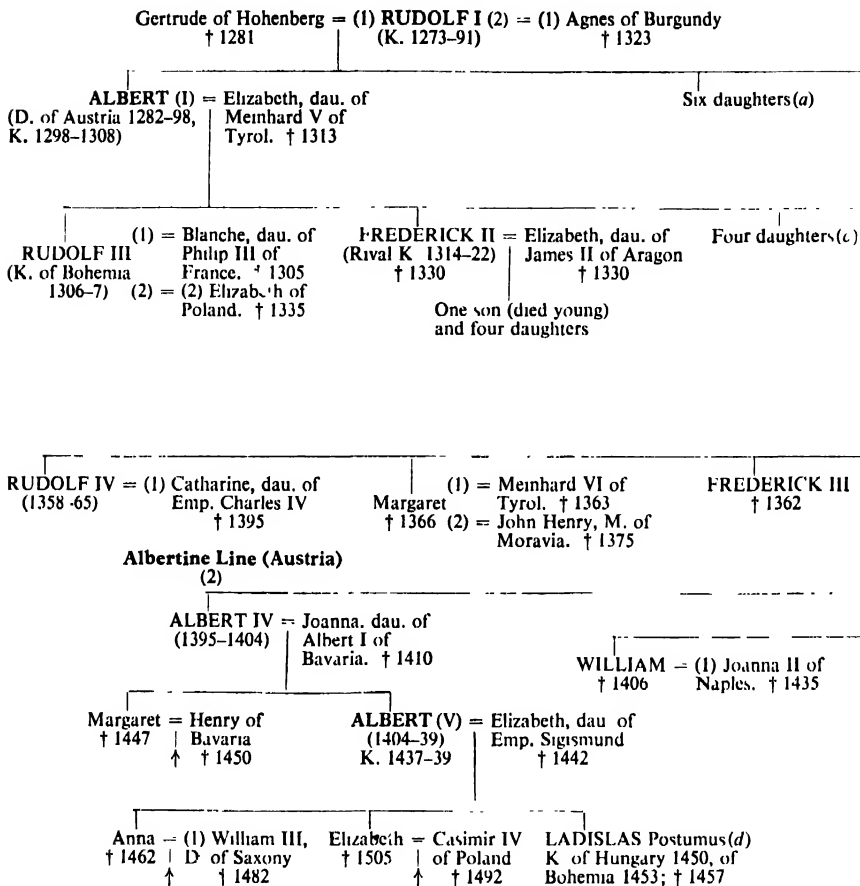 Gertrude of Hohenberg = (1) RUDOLF I (2) = (1) Agnes of Burgundy
† 1281 (K. 1273–91) † 1323
ALBERT (I) = Elizabeth, dau. of Six daughters(a)
(D. of Austria 1282–98, Meinhard V of
K. 1298–1308) Tyrol. † 1313
(1) = Blanche, dau. of FREDERICK II = Elizabeth, dau. of Four daughters(c)
RUDOLF III Philip III of (Rival K 1314–22) James II of Aragon
(K. of Bohemia France. † 1305 † 1330 † 1330
1306–7) (2) = (2) Elizabeth of
Poland. † 1335 One son (died young)
and four daughters
RUDOLF IV = (1) Catharine, dau. of (1) = Meinhard VI of FREDERICK III
(1358-65) Emp. Charles IV Margaret Tyrol. † 1363 † 1362
† 1395 † 1366 (2) = John Henry, M. of
Moravia. † 1375
Albertine Line (Austria)
(2)
ALBERT IV = Joanna. dau. of
(1395–1404) Albert I of
Bavaria. † 1410 WILLIAM = (1) Joanna II of
† 1406 Naples. † 1435
Margaret = Henry of ALBERT (V) = Elizabeth, dau of
† 1447 Bavaria (1404–39) Emp. Sigismund
† 1450 K. 1437–39 † 1442
Anna = (1) William III, Elizabeth = Casimir IV LADISLAS Postumus(d)
† 1462 D of Saxony † 1505 of Poland K of Hungary 1450, of
† 1482 † 1492 Bohemia 1453; † 1457